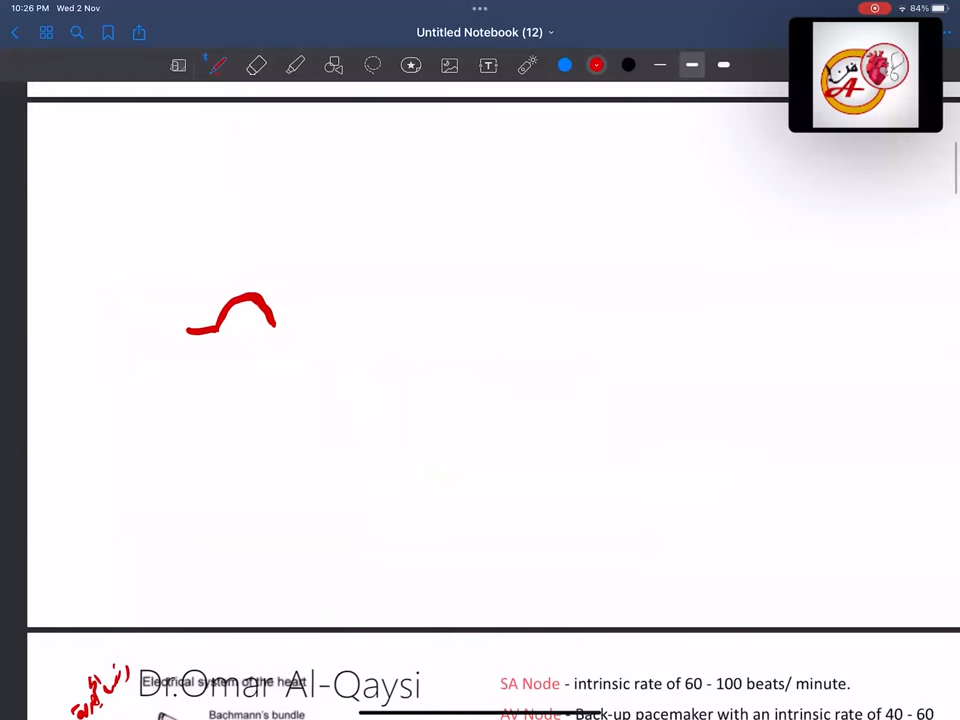 10:26 PM Wed 2 Nov
84%
Untitled Notebook (12)
فن
A
Dr.Omar Al-Qaysi
Electrical system of the heart
Bachmann's bundle
SA Node - intrinsic rate of 60 - 100 beats/ minute.
AV Node - Back-up pacemaker with an intrinsic rate of 40 - 60